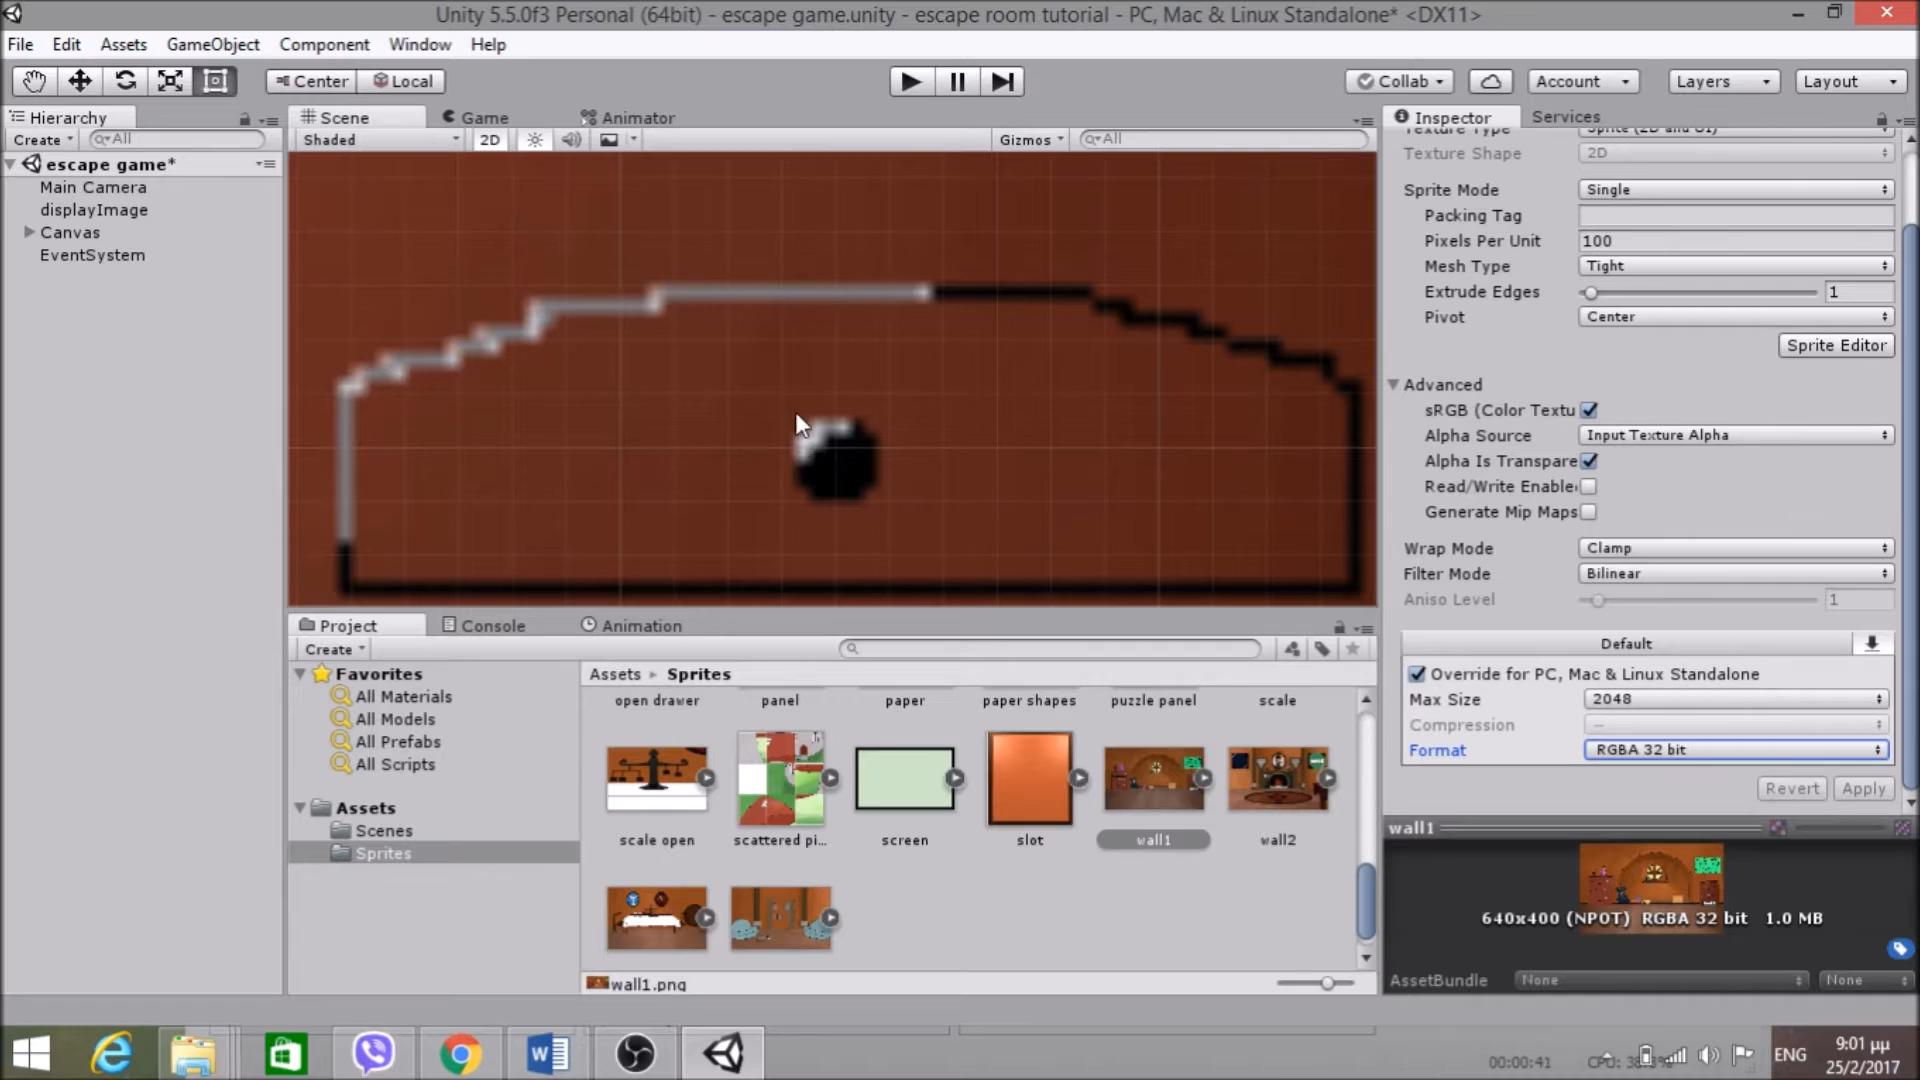 Unity 5.5.0f3 Personal (64bit) - escape game.unity - escape room tutorial - PC, Mac & Linux Standalone* <DX11>
File Edit Assets GameObject Component Window Help
Center Local
Collab Account Layers Layout
Hierarchy
Create All
escape game*
Main Camera
displayImage
Canvas
EventSystem
Scene Game Animator
Shaded 2D Gizmos All
Inspector Services
Texture Type Sprite (2D and UI)
Texture Shape 2D
Sprite Mode Single
Packing Tag
Pixels Per Unit 100
Mesh Type Tight
Extrude Edges 1
Pivot Center
Sprite Editor
Advanced
sRGB (Color Textu
Alpha Source Input Texture Alpha
Alpha Is Transpare
Read/Write Enable
Generate Mip Maps
Wrap Mode Clamp
Filter Mode Bilinear
Aniso Level 1
Default
Override for PC, Mac & Linux Standalone
Max Size 2048
Compression —
Format RGBA 32 bit
Revert Apply
wall1
640x400 (NPOT) RGBA 32 bit 1.0 MB
AssetBundle None None
Project Console Animation
Create
Favorites
All Materials
All Models
All Prefabs
All Scripts
Assets
Scenes
Sprites
Assets Sprites
open drawer panel paper paper shapes puzzle panel scale
scale open scattered pi... screen slot wall1 wall2
wall1.png
00:00:41
ENG
9:01 μμ
25/2/2017